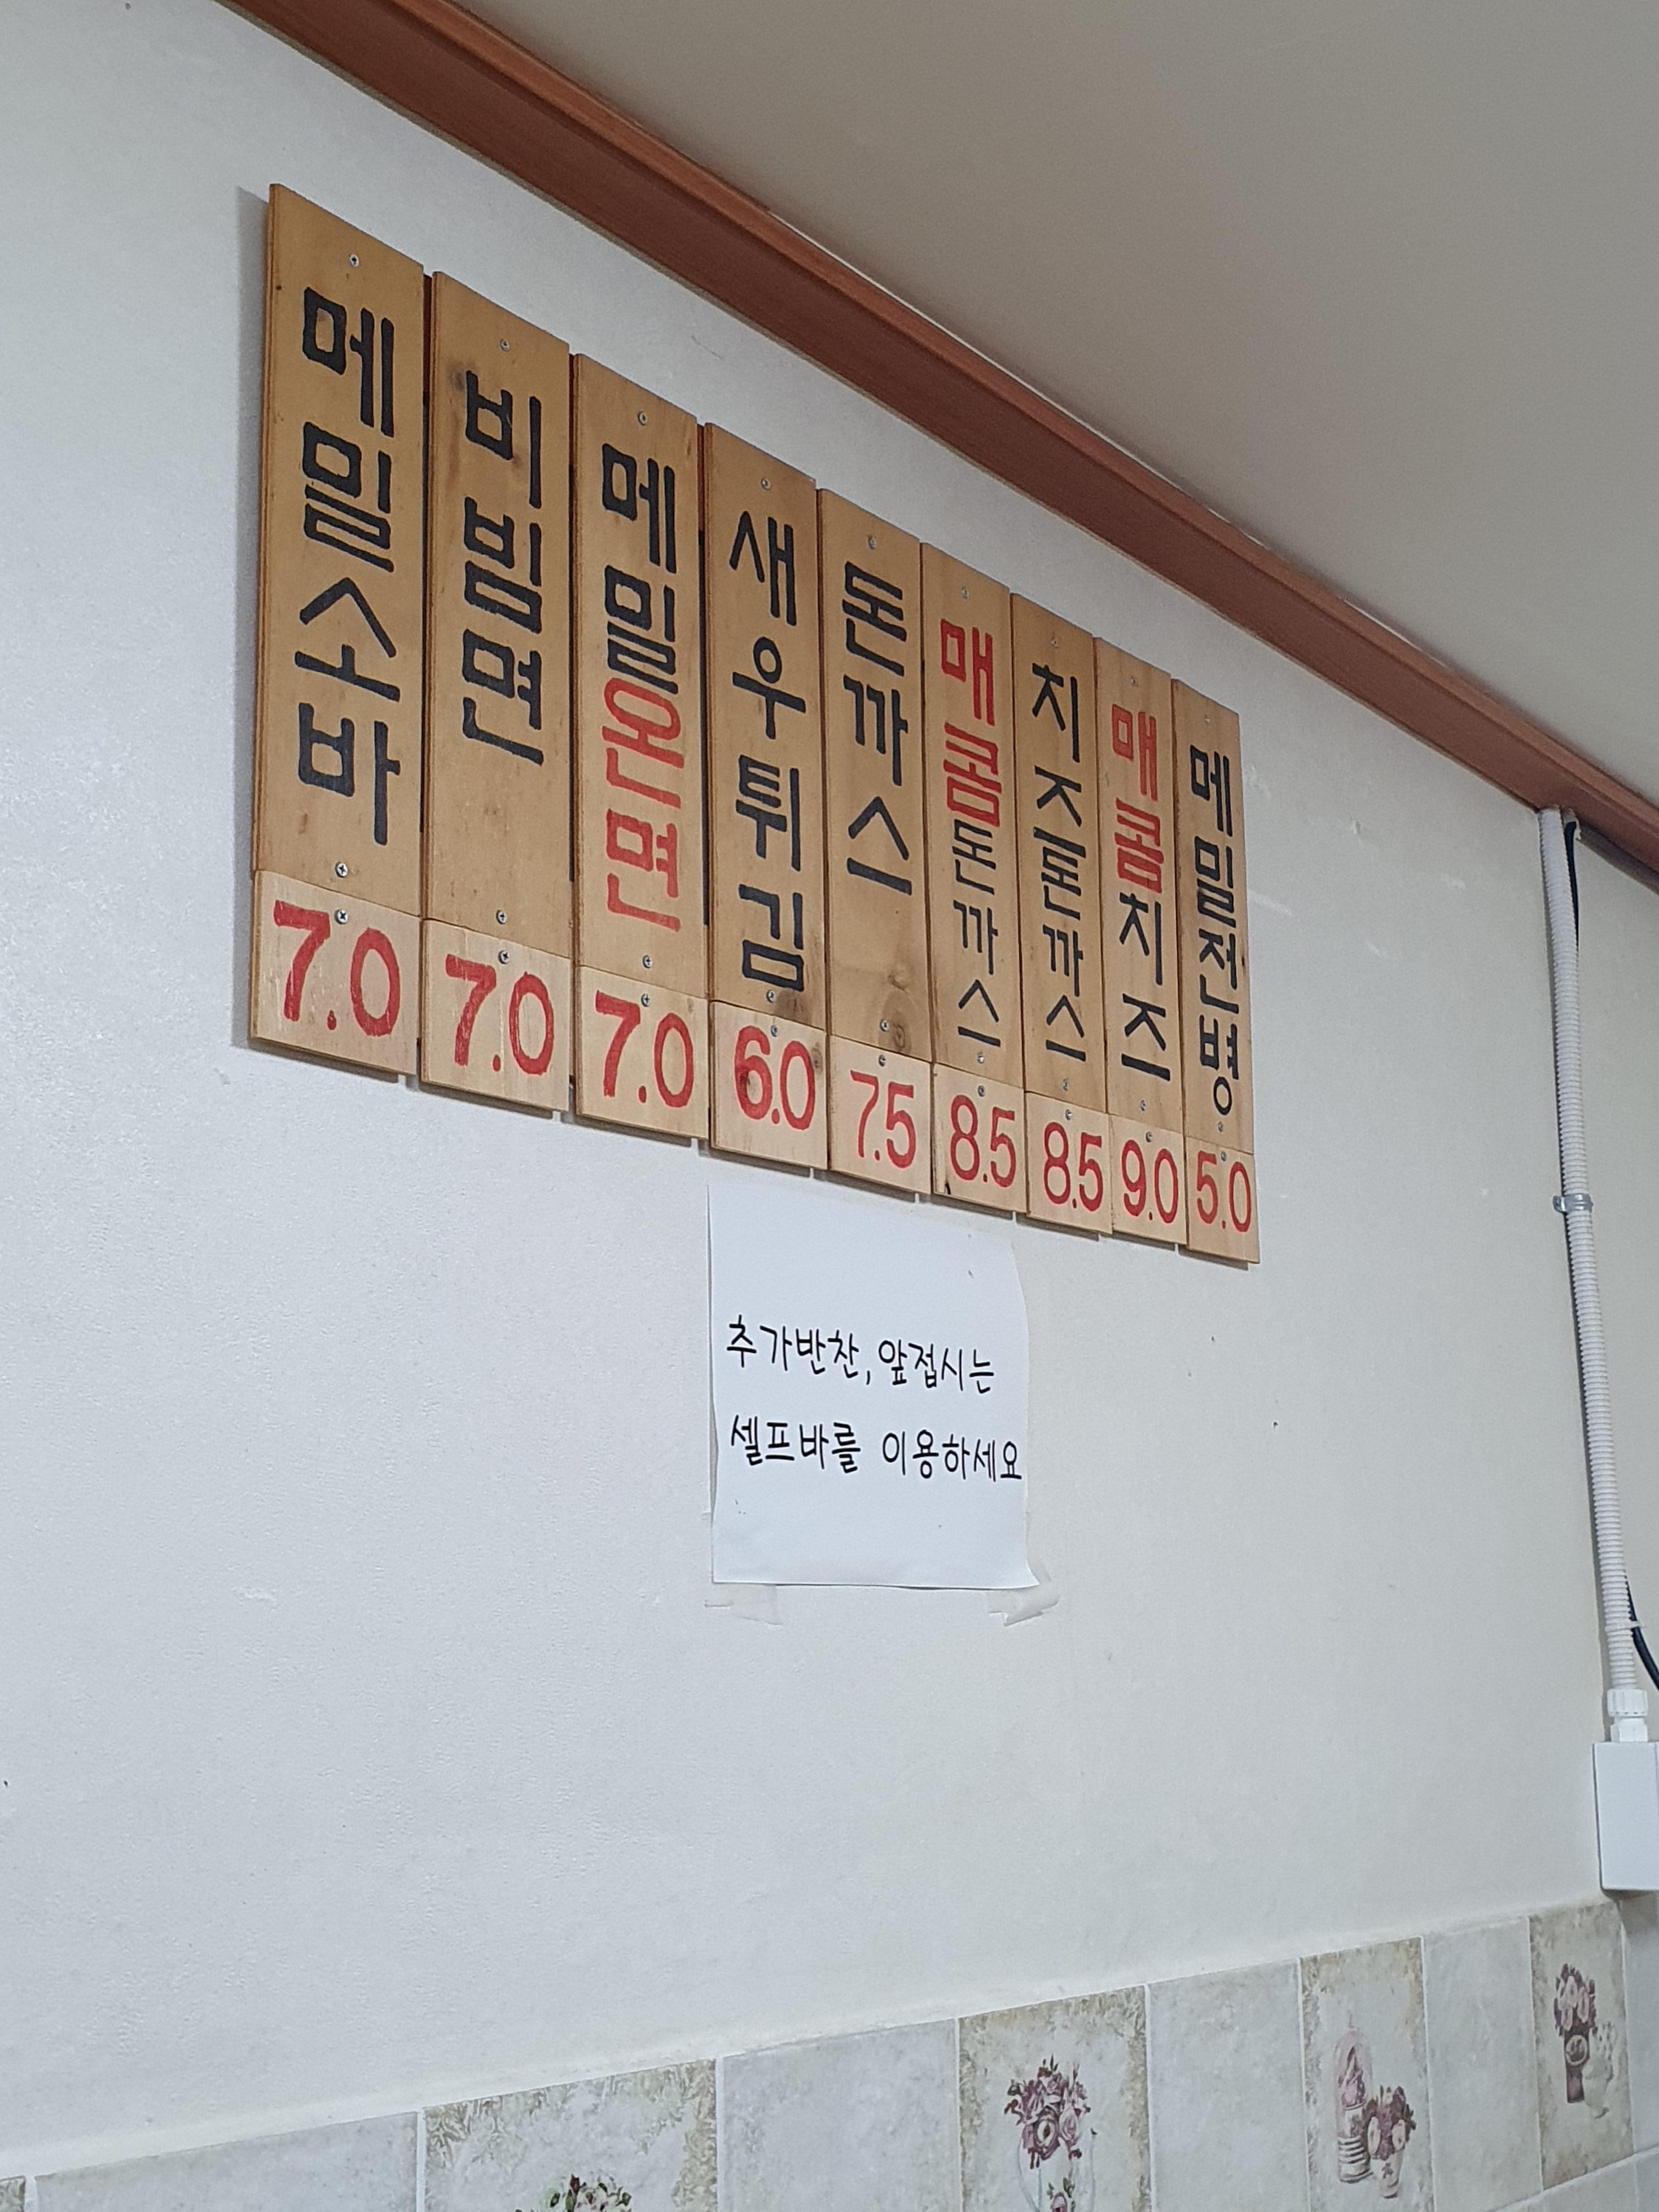 메밀소바
7.0
비빔면
7.0
메밀온면
7.0
새우튀김
6.0
돈까스
7.5
매콤돈까스
8.5
치즈돈까스
8.5
매콤치즈
9.0
메밀전병
5.0
추가반찬, 앞접시는
셀프바를 이용하세요